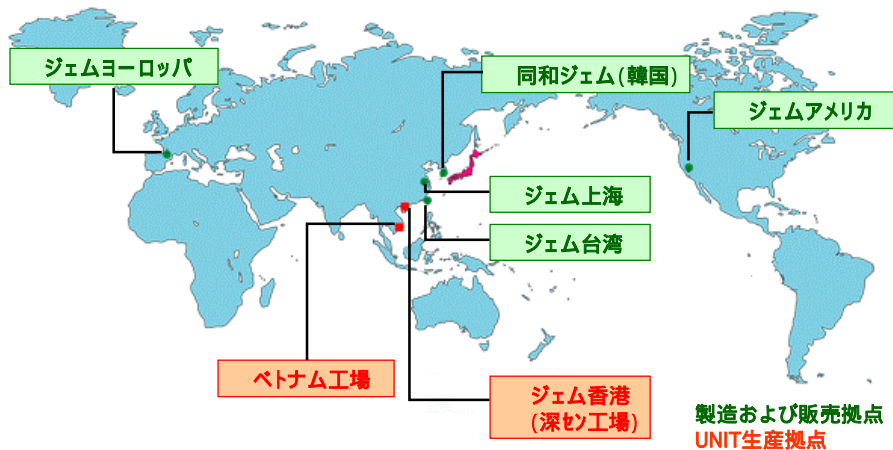 ジェムヨーロッパ
同和ジェム(韓国)
ジェムアメリカ
ジェム上海
ジェム台湾
ベトナム工場
ジェム香港
(深セン工場)
製造および販売拠点
UNIT生産拠点